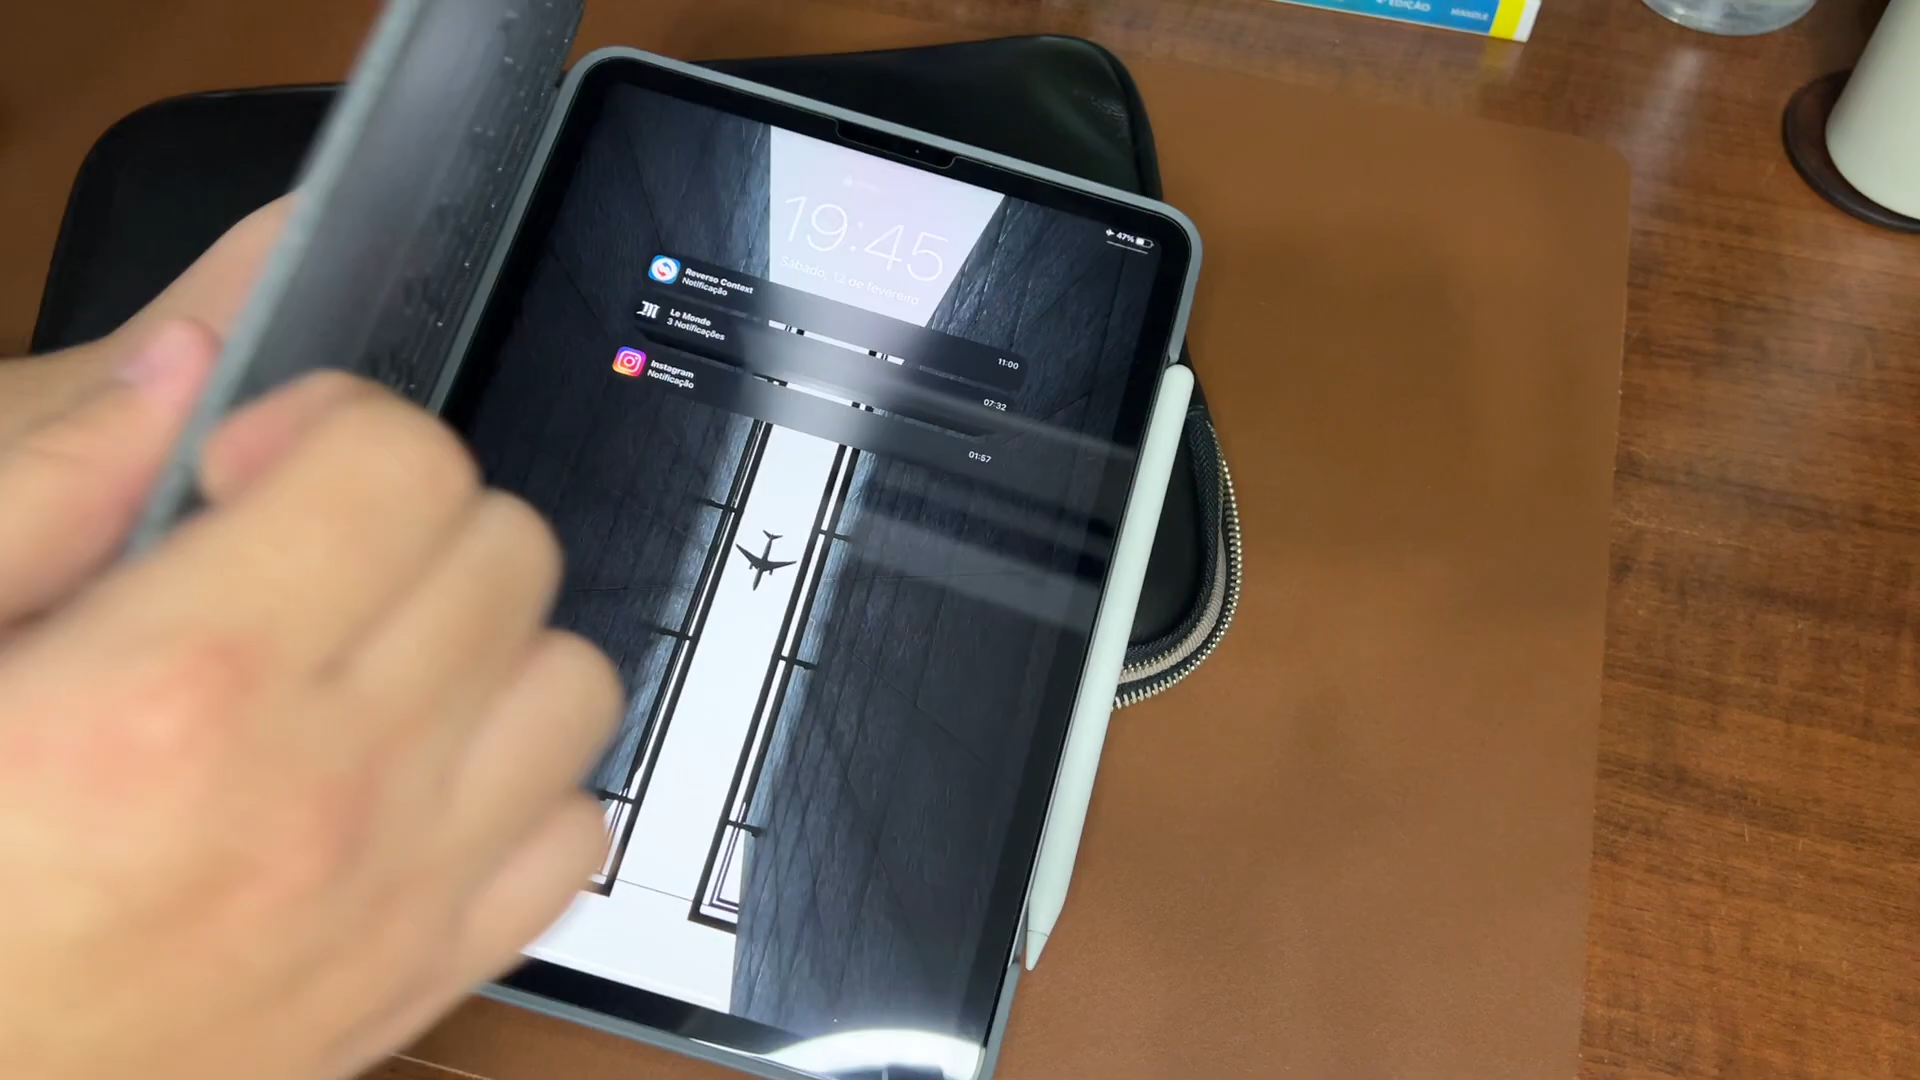 EDIÇÃO
47%
19:45
Sábado, 12 de fevereiro
Reverso Context
Notificação
11:00
Le Monde
3 Notificações
07:32
Instagram
Notificação
01:57